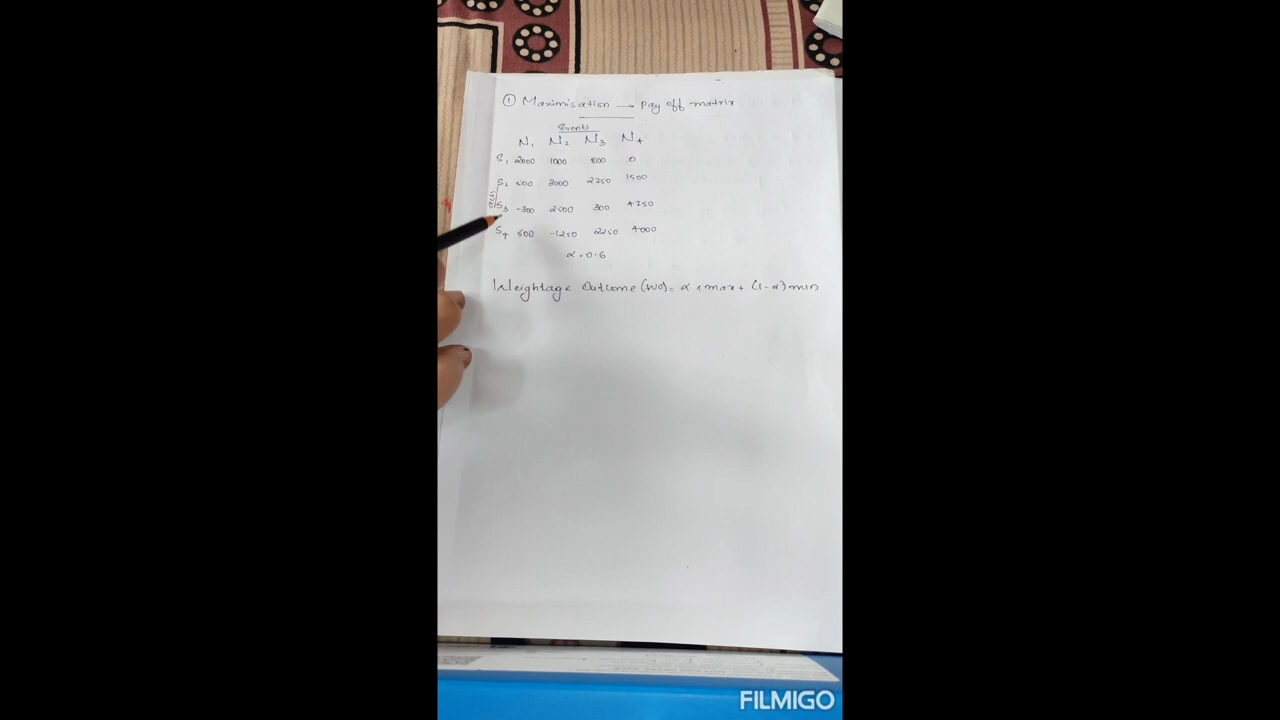 ① Maximisation → Pay off matrix
Events
N₁ N₂ N₃ N₄
S₁ 2000 1000 800 0
S₂ 500 3000 2750 1500
S₃ -300 2500 300 4750
S₄ 500 -1250 2250 4000
α = 0.6
Weightage Outcome (WO) = α × max + (1-α) min
FILMIGO